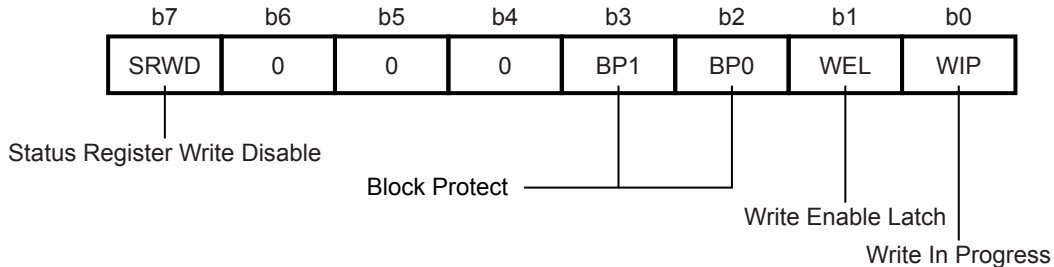 b7 b6 b5 b4 b3 b2 b1 b0
SRWD 0 0 0 BP1 BP0 WEL WIP
Status Register Write Disable
Block Protect
Write Enable Latch
Write In Progress